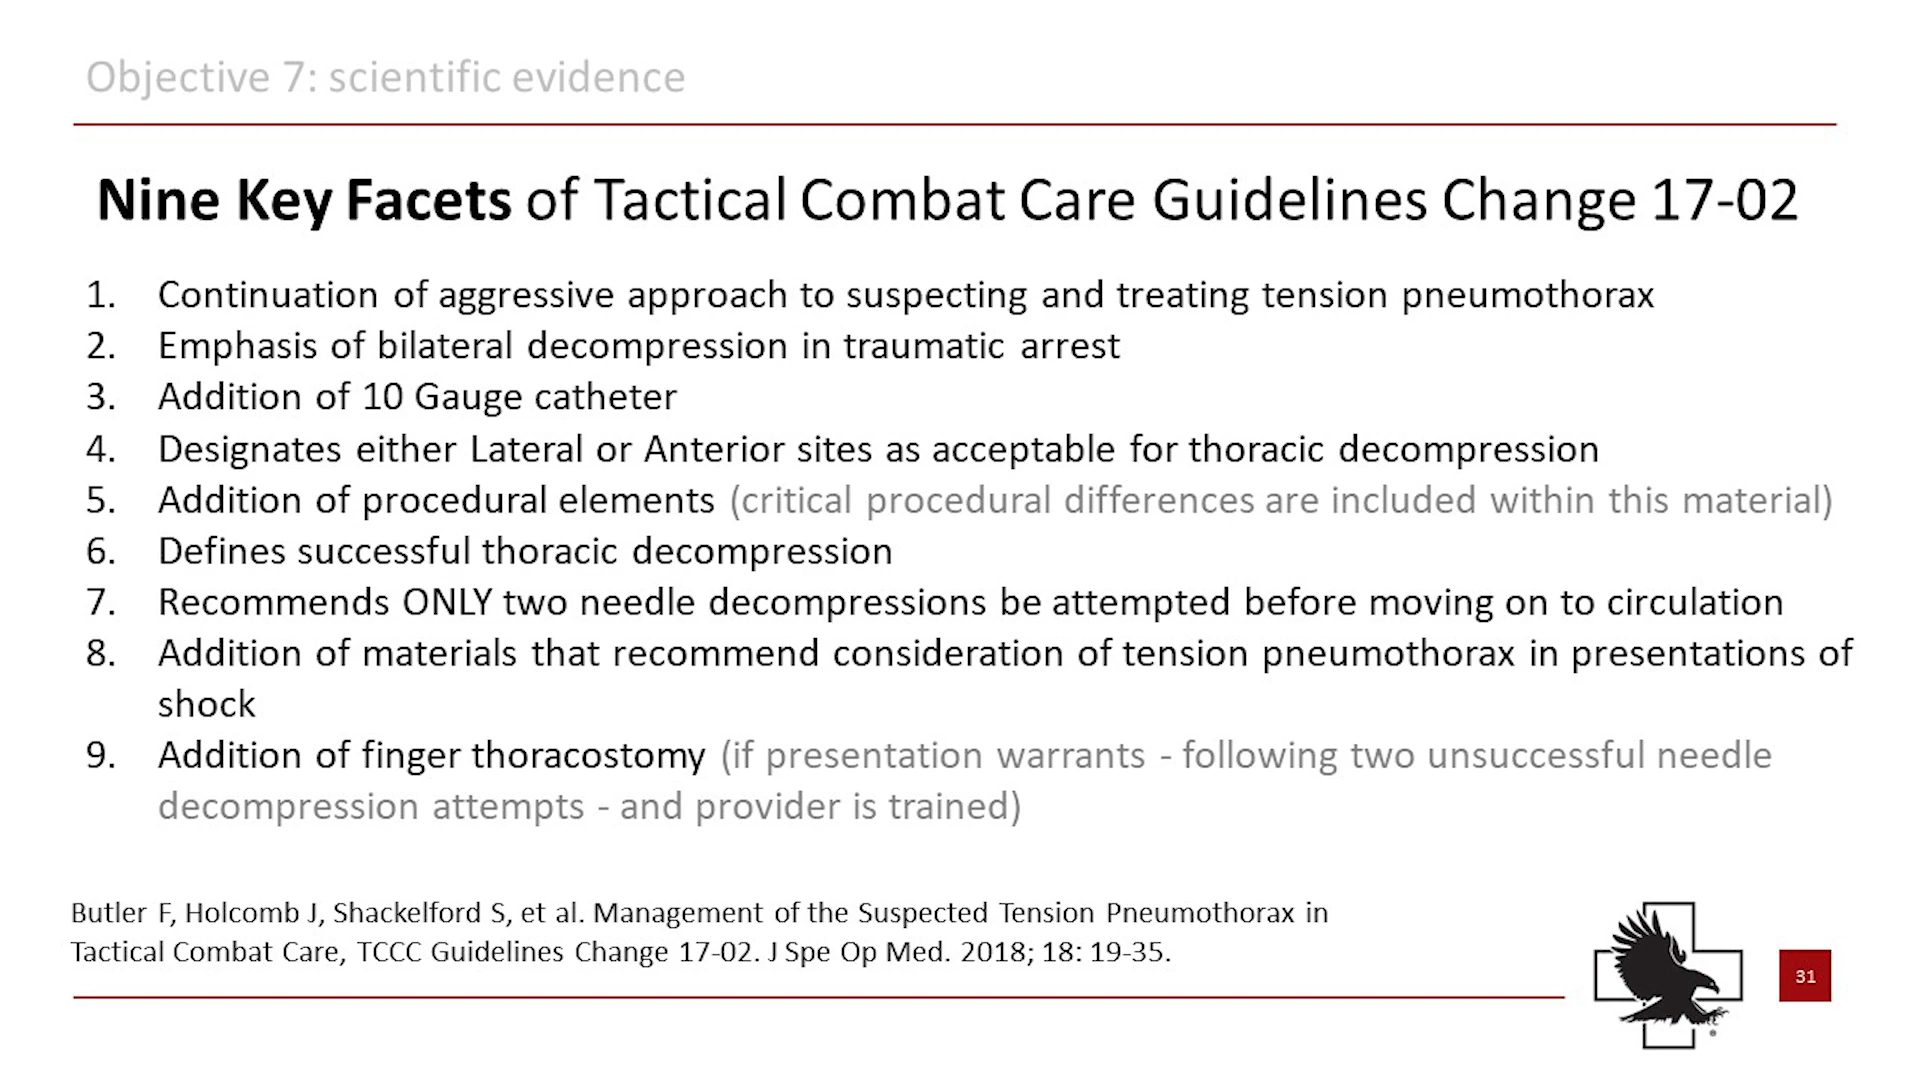 Objective 7: scientific evidence
Nine Key Facets of Tactical Combat Care Guidelines Change 17-02
1. Continuation of aggressive approach to suspecting and treating tension pneumothorax
2. Emphasis of bilateral decompression in traumatic arrest
3. Addition of 10 Gauge catheter
4. Designates either Lateral or Anterior sites as acceptable for thoracic decompression
5. Addition of procedural elements (critical procedural differences are included within this material)
6. Defines successful thoracic decompression
7. Recommends ONLY two needle decompressions be attempted before moving on to circulation
8. Addition of materials that recommend consideration of tension pneumothorax in presentations of
shock
9. Addition of finger thoracostomy (if presentation warrants - following two unsuccessful needle
decompression attempts - and provider is trained)
Butler F, Holcomb J, Shackelford S, et al. Management of the Suspected Tension Pneumothorax in
Tactical Combat Care, TCCC Guidelines Change 17-02. J Spe Op Med. 2018; 18: 19-35.
31